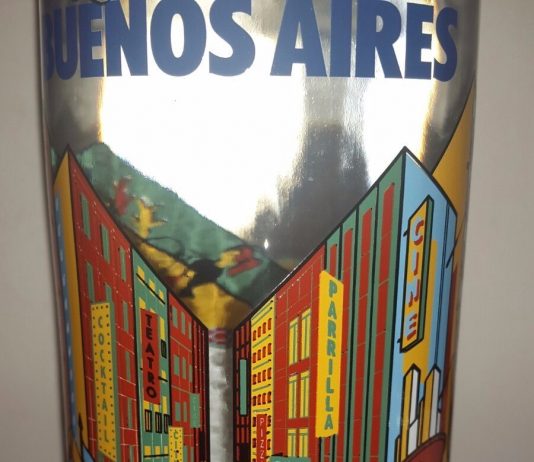 BUENOS AIRES
COCKTAIL
TEATRO
PARRILLA
CINE